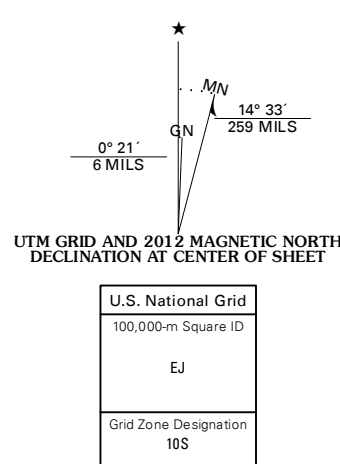 ★
MN
GN
14° 33´
259 MILS
0° 21´
6 MILS
UTM GRID AND 2012 MAGNETIC NORTH
DECLINATION AT CENTER OF SHEET
U.S. National Grid
100,000-m Square ID
EJ
Grid Zone Designation
10S